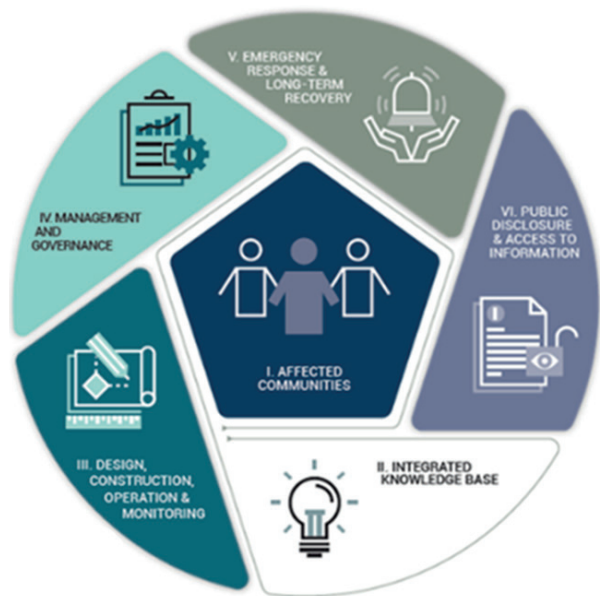 V. EMERGENCY
RESPONSE &
LONG-TERM
RECOVERY
IV. MANAGEMENT
AND
GOVERNANCE
VI. PUBLIC
DISCLOSURE
& ACCESS TO
INFORMATION
I. AFFECTED
COMMUNITIES
III. DESIGN,
CONSTRUCTION,
OPERATION &
MONITORING
II. INTEGRATED
KNOWLEDGE BASE